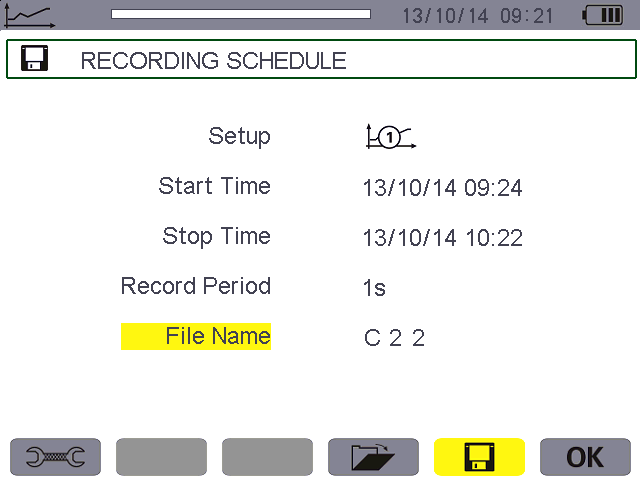 13/10/14 09:21
RECORDING SCHEDULE
Setup 1
Start Time 13/10/14 09:24
Stop Time 13/10/14 10:22
Record Period 1s
File Name C 2 2
OK